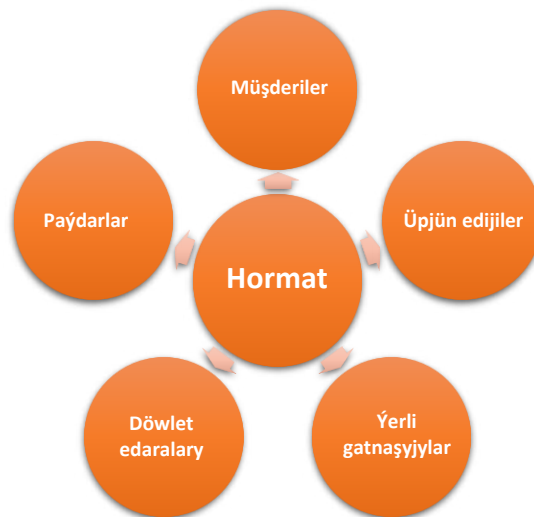 Müşderiler
Paýdarlar
Üpjün edijiler
Hormat
Döwlet
edaralary
Ýerli
gatnaşyjylar